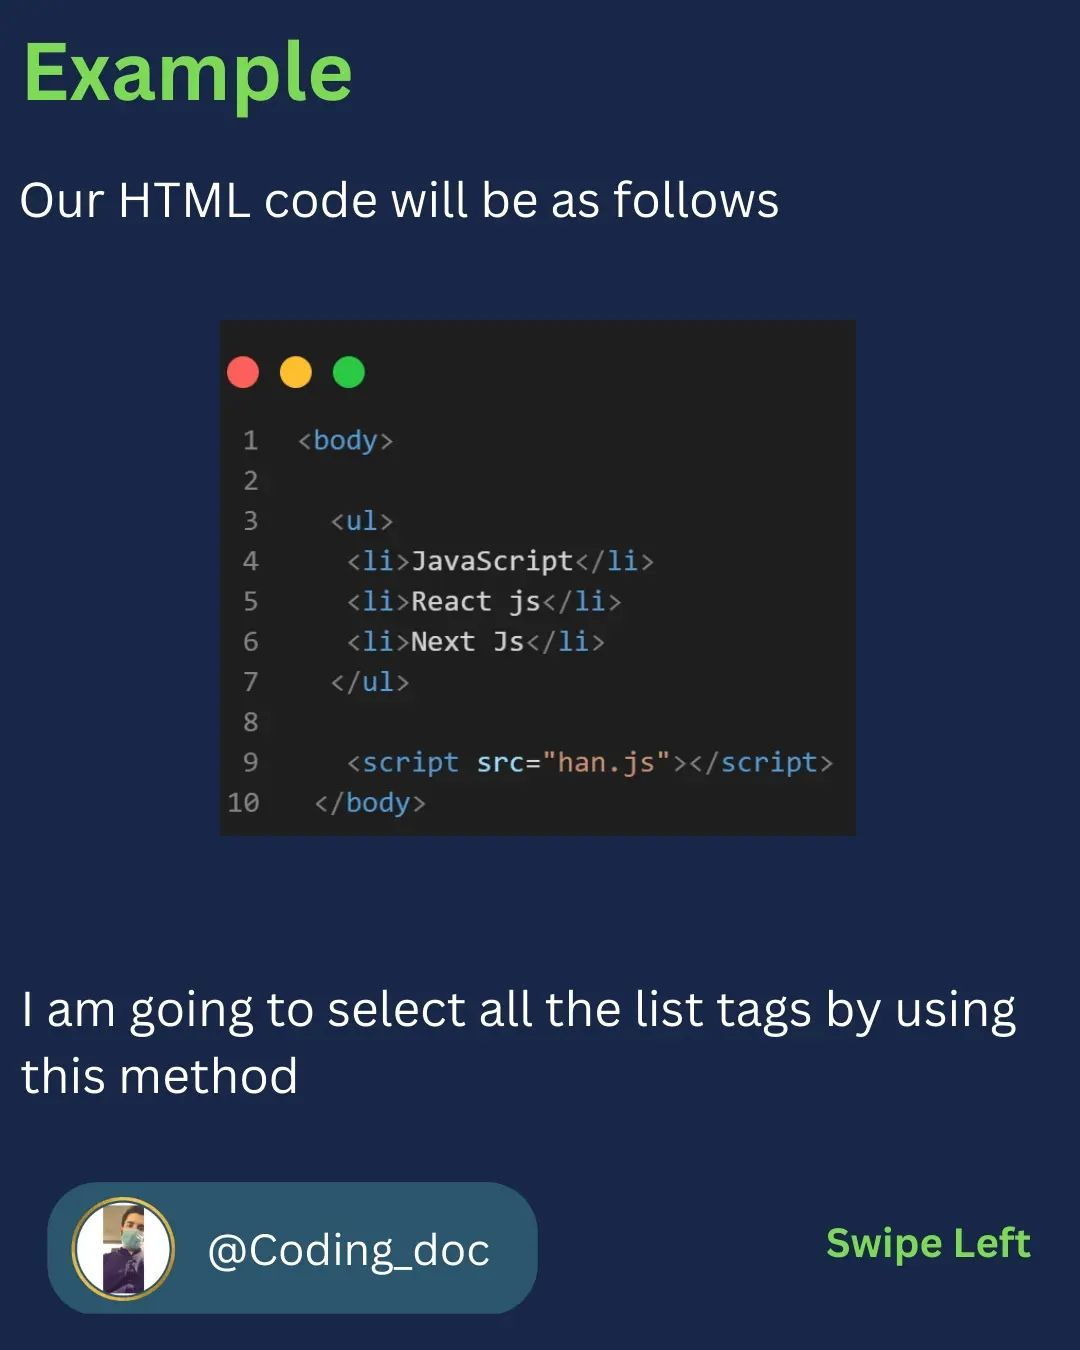 Example
Our HTML code will be as follows
1 <body>
2
3 <ul>
4 <li>JavaScript</li>
5 <li>React js</li>
6 <li>Next Js</li>
7 </ul>
8
9 <script src="han.js"></script>
10 </body>
I am going to select all the list tags by using
this method
@Coding_doc
Swipe Left